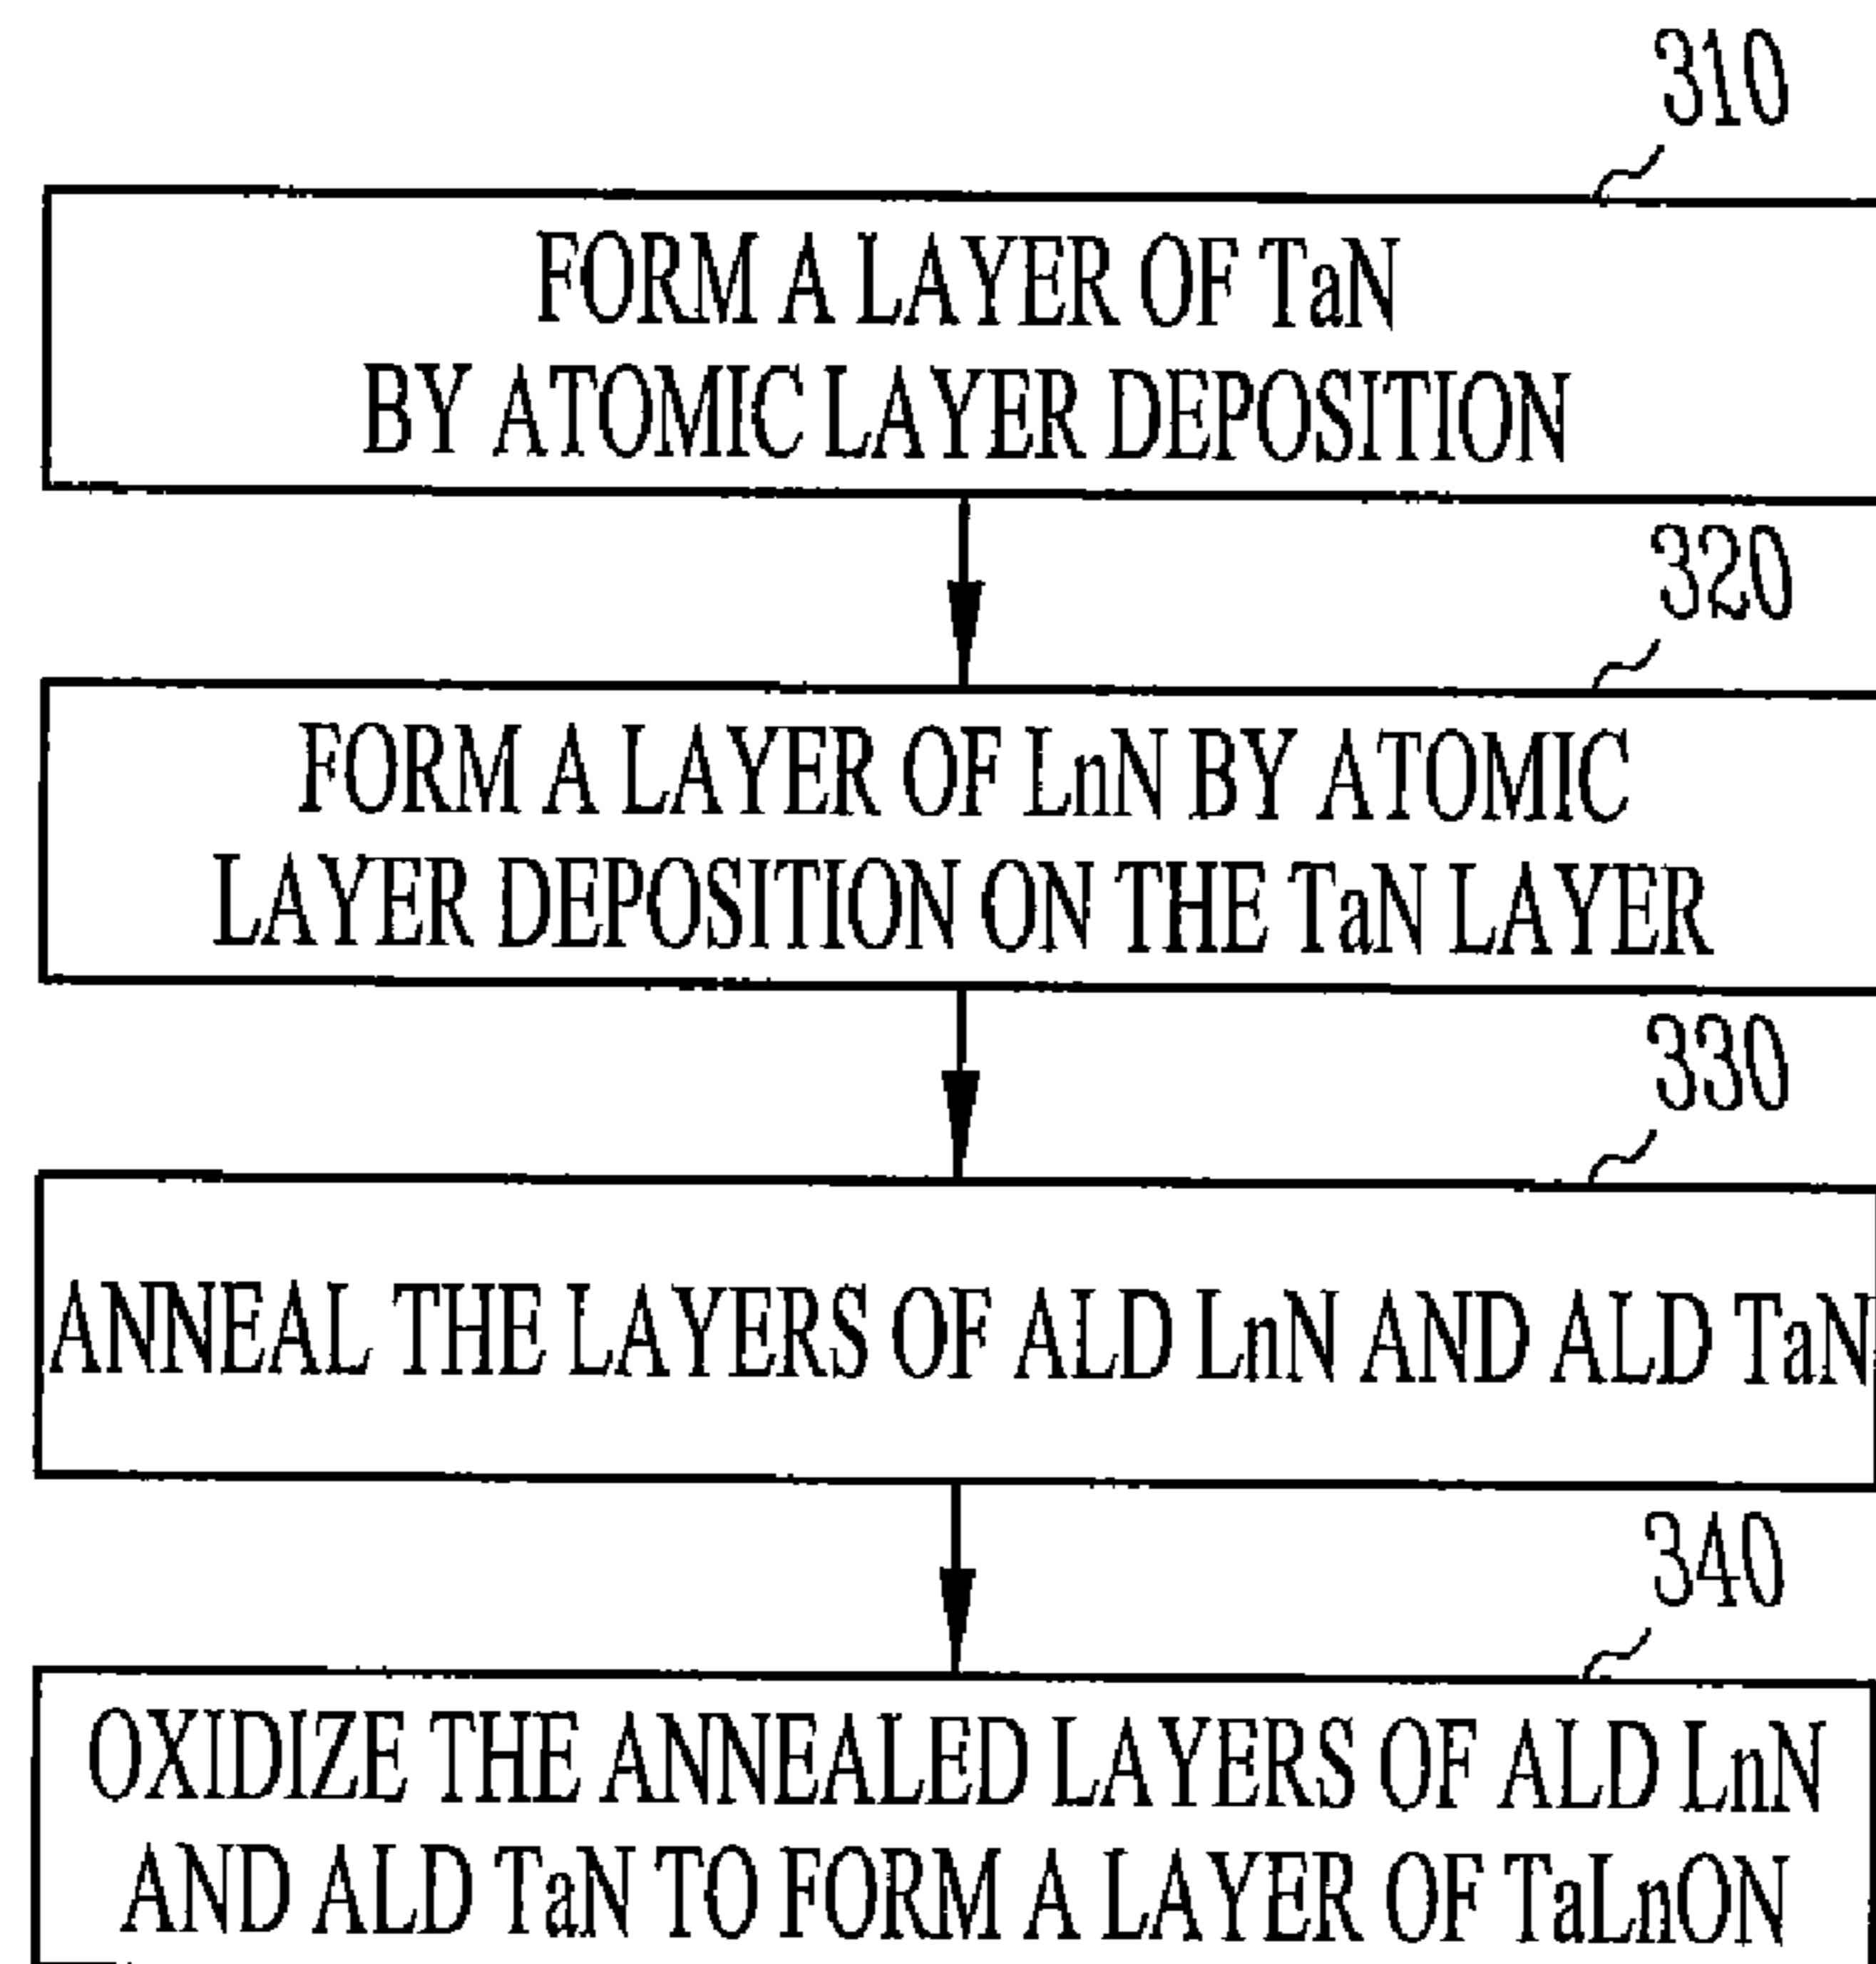 310
FORM A LAYER OF TaN
BY ATOMIC LAYER DEPOSITION
320
FORM A LAYER OF LnN BY ATOMIC
LAYER DEPOSITION ON THE TaN LAYER
330
ANNEAL THE LAYERS OF ALD LnN AND ALD TaN
340
OXIDIZE THE ANNEALED LAYERS OF ALD LnN
AND ALD TaN TO FORM A LAYER OF TaLnON